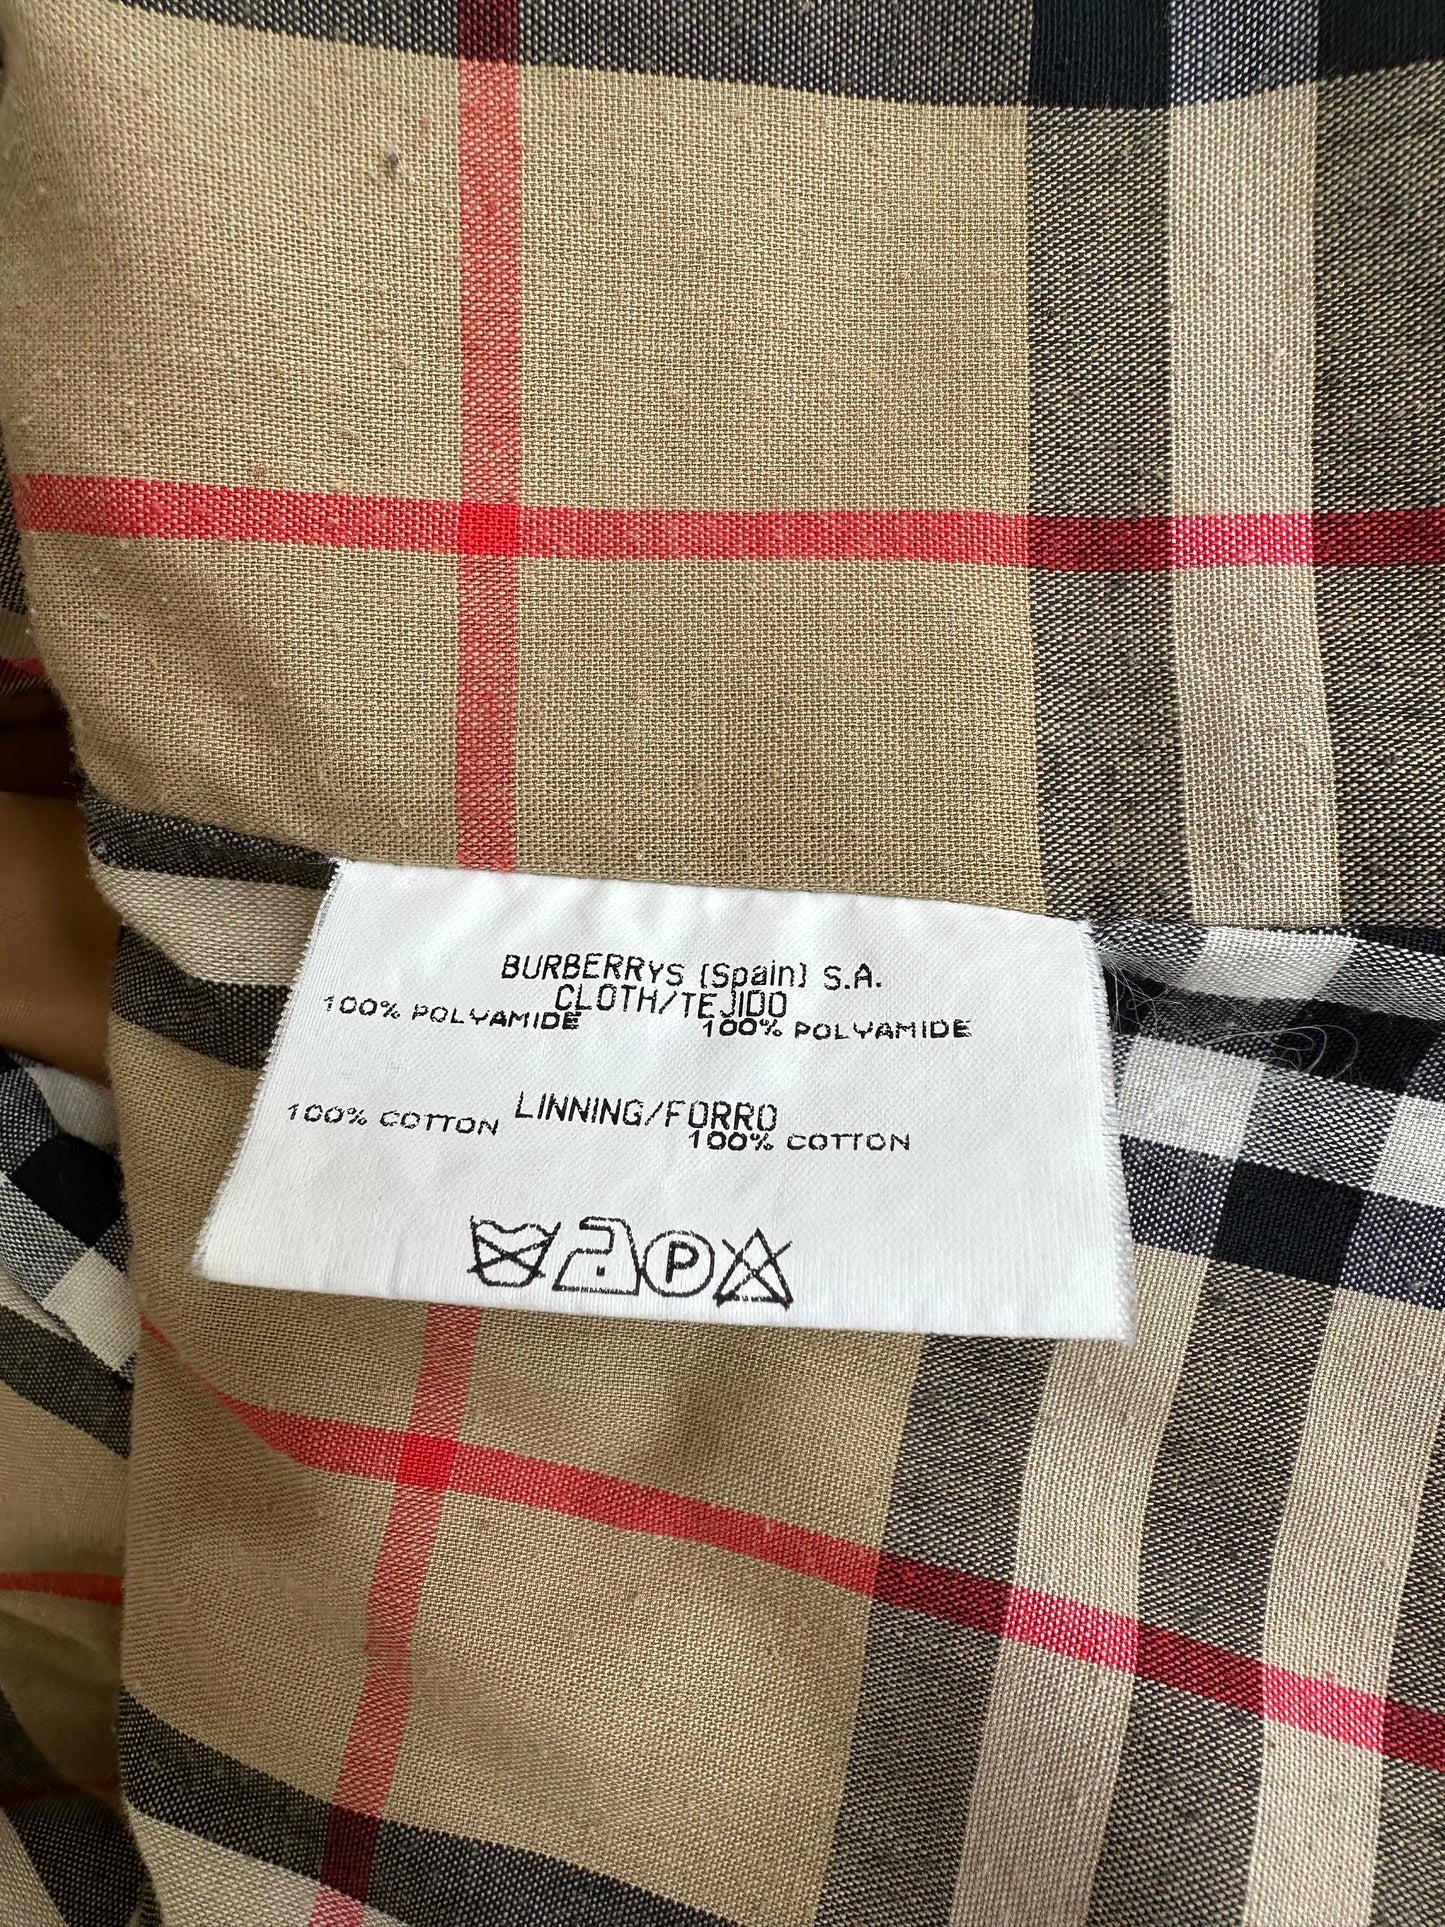 BURBERRYS (Spain) S.A.
CLOTH/TEJIDO
100% POLYAMIDE 100% POLYAMIDE
LINNING/FORRO
100% COTTON 100% COTTON
P